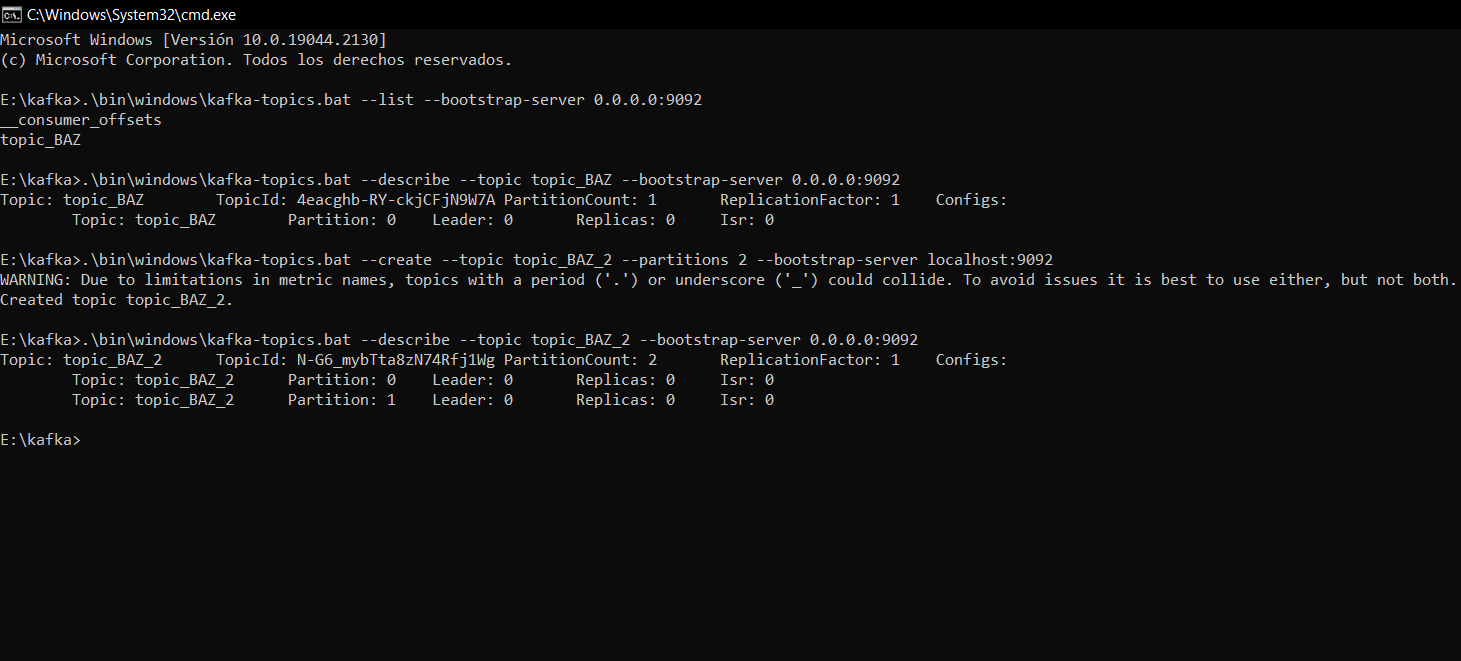 C:\Windows\System32\cmd.exe
Microsoft Windows [Versión 10.0.19044.2130]
(c) Microsoft Corporation. Todos los derechos reservados.
E:\kafka>.\bin\windows\kafka-topics.bat --list --bootstrap-server 0.0.0.0:9092
__consumer_offsets
topic_BAZ
E:\kafka>.\bin\windows\kafka-topics.bat --describe --topic topic_BAZ --bootstrap-server 0.0.0.0:9092
Topic: topic_BAZ        TopicId: 4eacghb-RY-ckjCFjN9W7A PartitionCount: 1       ReplicationFactor: 1    Configs:
        Topic: topic_BAZ        Partition: 0    Leader: 0       Replicas: 0     Isr: 0
E:\kafka>.\bin\windows\kafka-topics.bat --create --topic topic_BAZ_2 --partitions 2 --bootstrap-server localhost:9092
WARNING: Due to limitations in metric names, topics with a period ('.') or underscore ('_') could collide. To avoid issues it is best to use either, but not both.
Created topic topic_BAZ_2.
E:\kafka>.\bin\windows\kafka-topics.bat --describe --topic topic_BAZ_2 --bootstrap-server 0.0.0.0:9092
Topic: topic_BAZ_2      TopicId: N-G6_mybTta8zN74Rfj1Wg PartitionCount: 2       ReplicationFactor: 1    Configs:
        Topic: topic_BAZ_2      Partition: 0    Leader: 0       Replicas: 0     Isr: 0
        Topic: topic_BAZ_2      Partition: 1    Leader: 0       Replicas: 0     Isr: 0
E:\kafka>